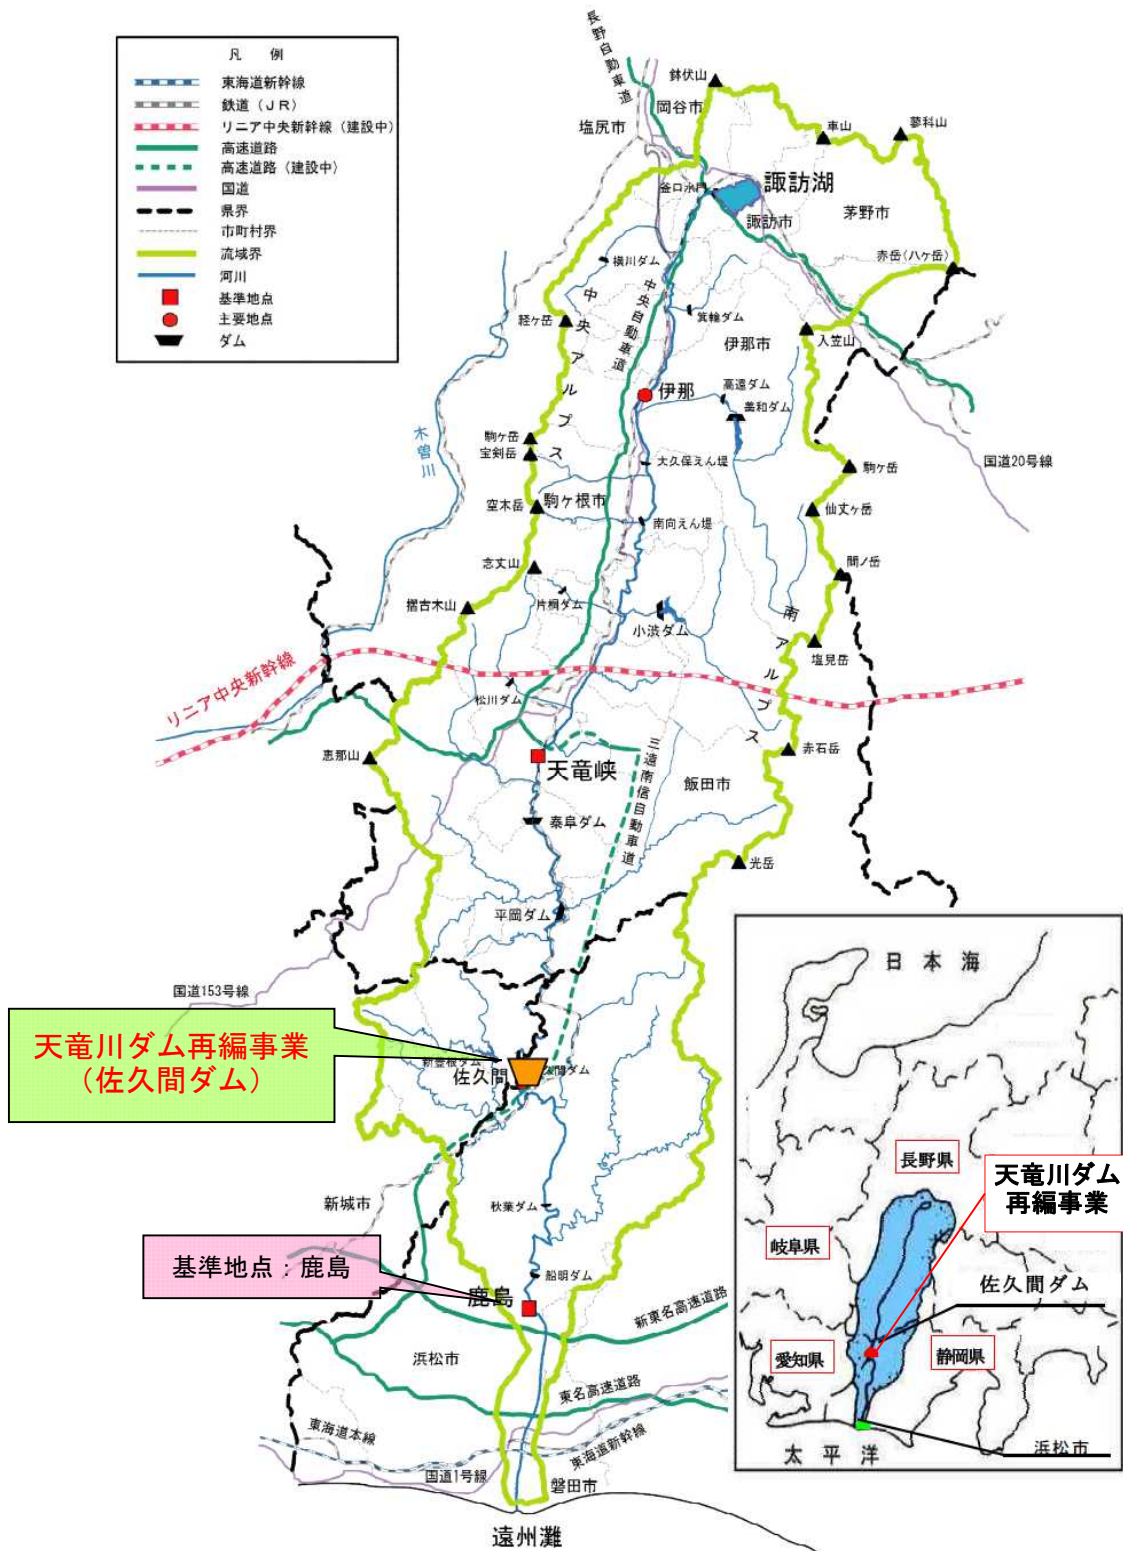 凡 例
東海道新幹線
鉄道（ＪＲ）
リニア中央新幹線（建設中）
高速道路
高速道路（建設中）
国道
県界
市町村界
流域界
河川
基準地点
主要地点
ダム
長野自動車道
鉢伏山
岡谷市
塩尻市
車山
蓼科山
釜口水門
諏訪湖
諏訪市
茅野市
赤岳（八ヶ岳）
横川ダム
中央アルプス
中央自動車道
箕輪ダム
経ヶ岳
伊那市
入笠山
高遠ダム
美和ダム
伊那
木曽川
駒ヶ岳
宝剣岳
大久保えん堤
国道20号線
駒ヶ岳
空木岳
駒ヶ根市
南向えん堤
仙丈ヶ岳
念丈山
間ノ岳
片桐ダム
摺古木山
小渋ダム
南アルプス
塩見岳
リニア中央新幹線
松川ダム
恵那山
天竜峡
三遠南信自動車道
飯田市
赤石岳
泰阜ダム
光岳
平岡ダム
国道153号線
天竜川ダム再編事業
（佐久間ダム）
新豊根ダム
佐久間
間ダム
新城市
秋葉ダム
基準地点：鹿島
船明ダム
鹿島
新東名高速道路
浜松市
東名高速道路
東海道本線
東海道新幹線
国道1号線
磐田市
遠州灘
日 本 海
長野県
天竜川ダム
再編事業
岐阜県
佐久間ダム
愛知県
静岡県
太 平 洋
浜松市